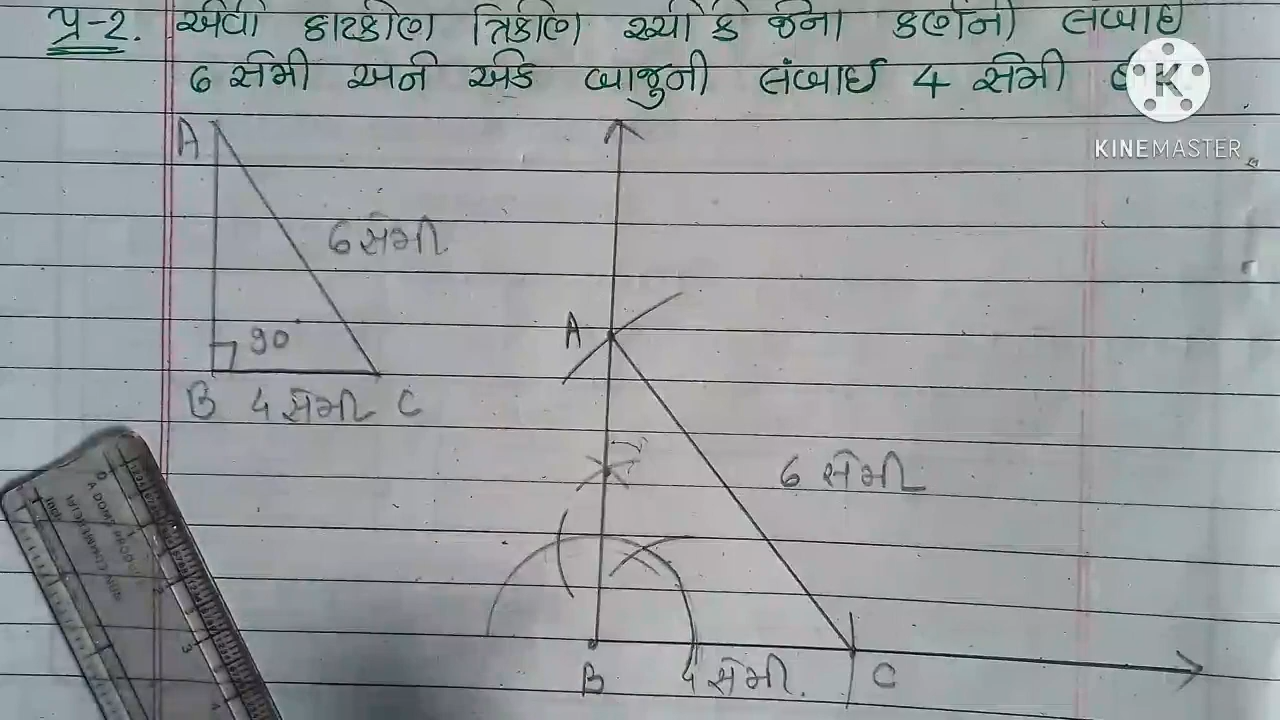 પ્ર-2. એવો કાટકોણ ત્રિકોણ રચો કે જેના કર્ણની લંબાઈ
6 સેમી અને એક બાજુની લંબાઈ 4 સેમી
KINEMASTER
A
6 સેમી
90°
B 4 સેમી C
A
6 સેમી
B 4 સેમી. C